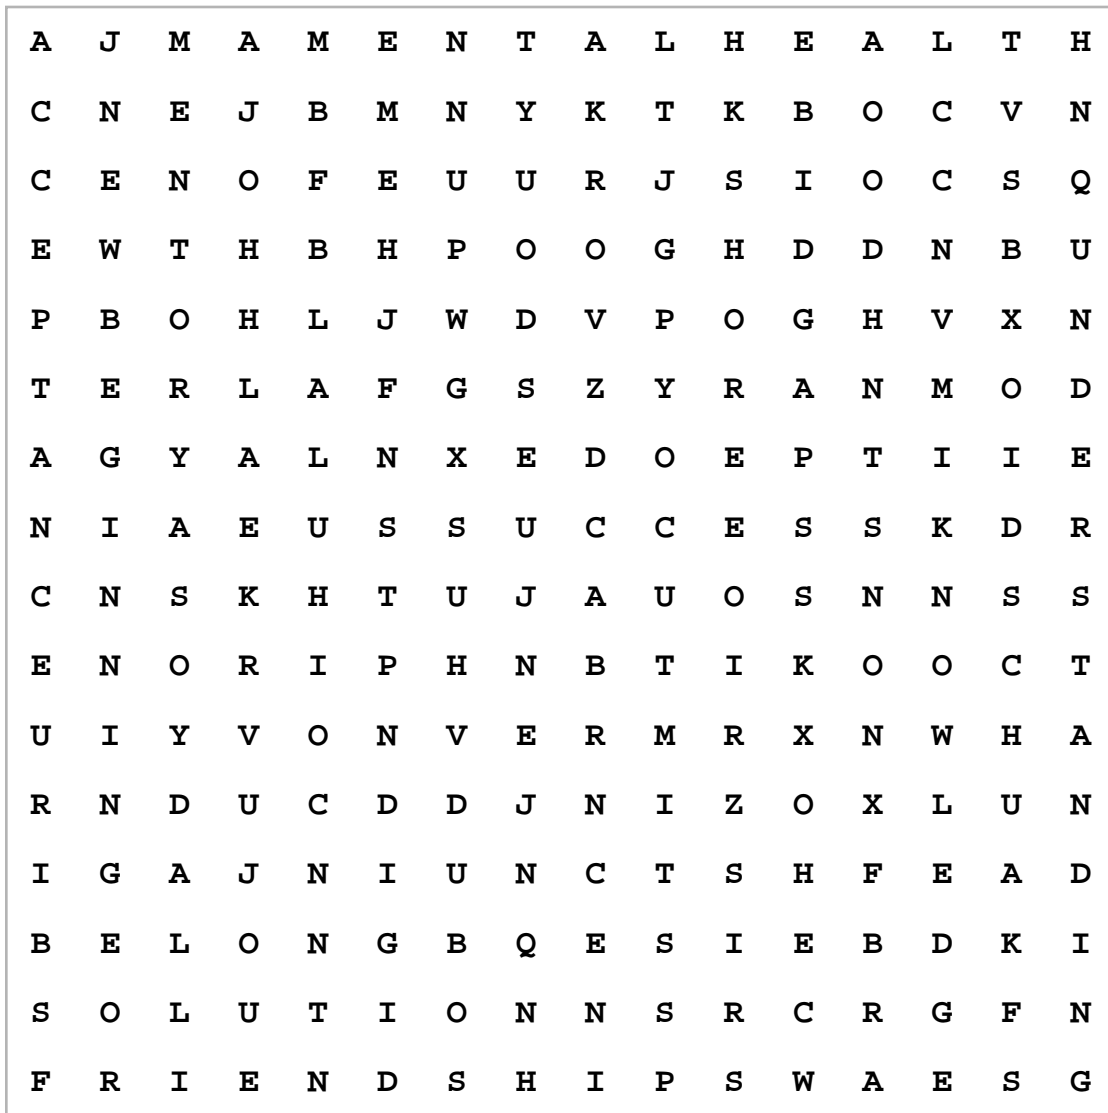 A J M A M E N T A L H E A L T H
C N E J B M N Y K T K B O C V N
C E N O F E U U R J S I O C S Q
E W T H B H P O O G H D D N B U
P B O H L J W D V P O G H V X N
T E R L A F G S Z Y R A N M O D
A G Y A L N X E D O E P T I I E
N I A E U S S U C C E S S K D R
C N S K H T U J A U O S N N S S
E N O R I P H N B T I K O O C T
U I Y V O N V E R M R X N W H A
R N D U C D D J N I Z O X L U N
I G A J N I U N C T S H F E A D
B E L O N G B Q E S I E B D K I
S O L U T I O N N S R C R G F N
F R I E N D S H I P S W A E S G